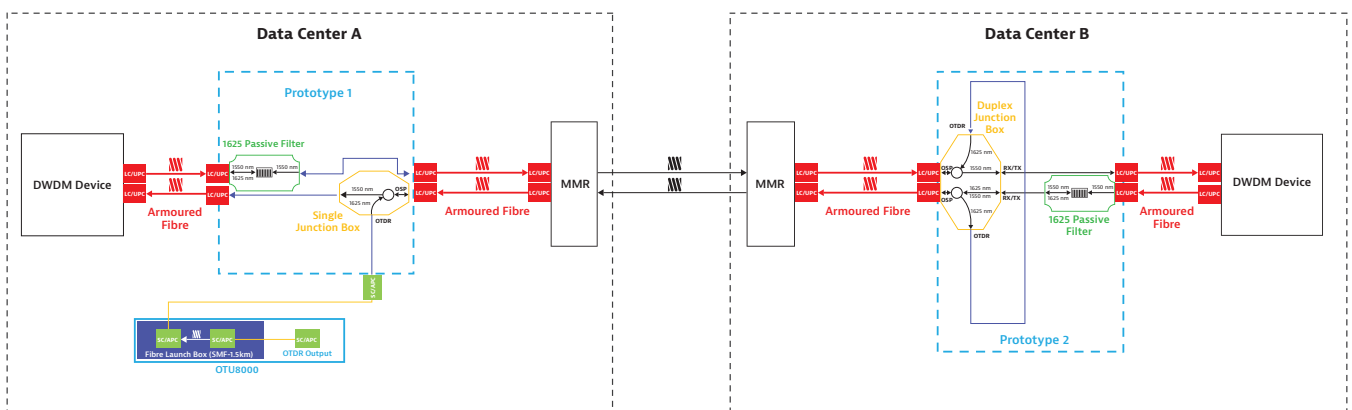 Data Center A
Prototype 1
1625 Passive Filter
1550 nm
1550 nm
1625 nm
DWDM Device
LC/UPC
LC/UPC
LC/UPC
LC/UPC
Armoured
Fibre
1550 nm
OSP
1625 nm
OTDR
Single
Junction Box
LC/UPC
LC/UPC
LC/UPC
LC/UPC
Armoured Fibre
MMR
SC/APC
SC/APC
SC/APC
SC/APC
Fibre Launch Box (SMF-1.5km)
OTDR Output
OTU8000
Data Center B
Prototype 2
Duplex
Junction
Box
OTDR
1625 nm
OSP
1550 nm
RX/TX
1625 nm
1550 nm
RX/TX
OSP
1625 nm
OTDR
MMR
LC/UPC
LC/UPC
LC/UPC
LC/UPC
Armoured Fibre
1550 nm
1550 nm
1625 nm
1625 Passive
Filter
LC/UPC
LC/UPC
LC/UPC
LC/UPC
Armoured
Fibre
DWDM Device